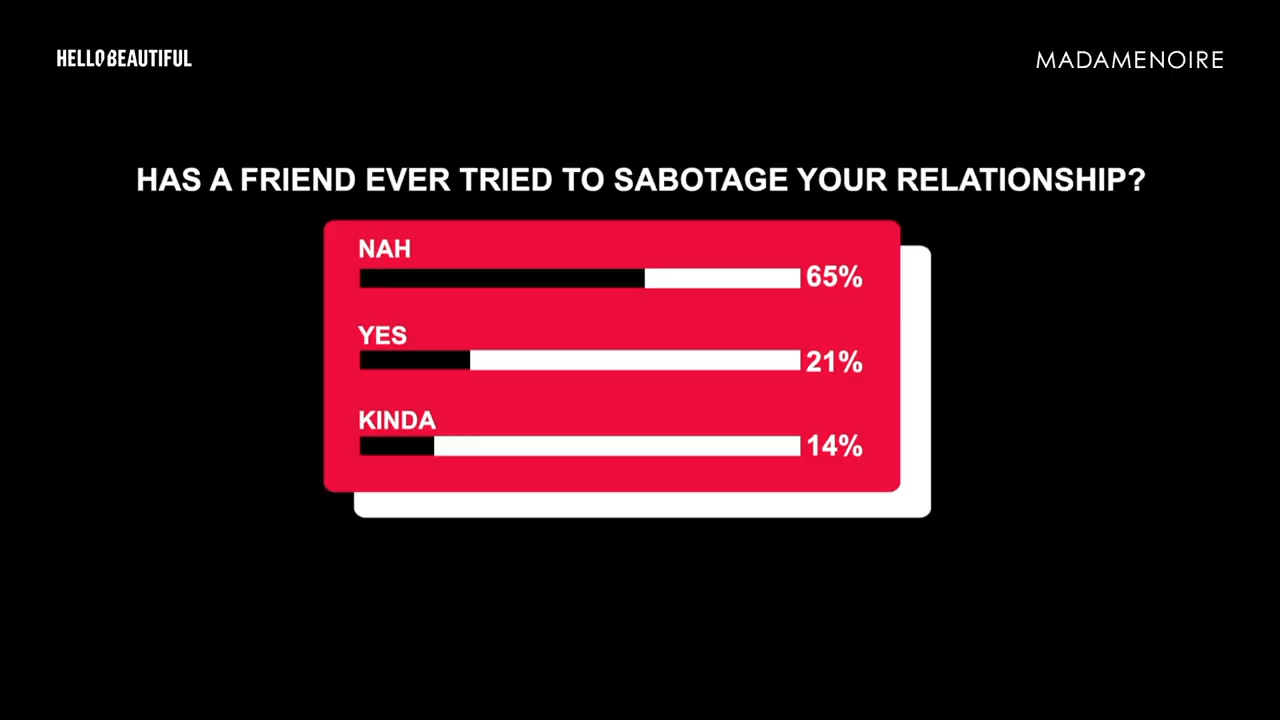 HELLOBEAUTIFUL
MADAMENOIRE
HAS A FRIEND EVER TRIED TO SABOTAGE YOUR RELATIONSHIP?
NAH
65%
YES
21%
KINDA
14%